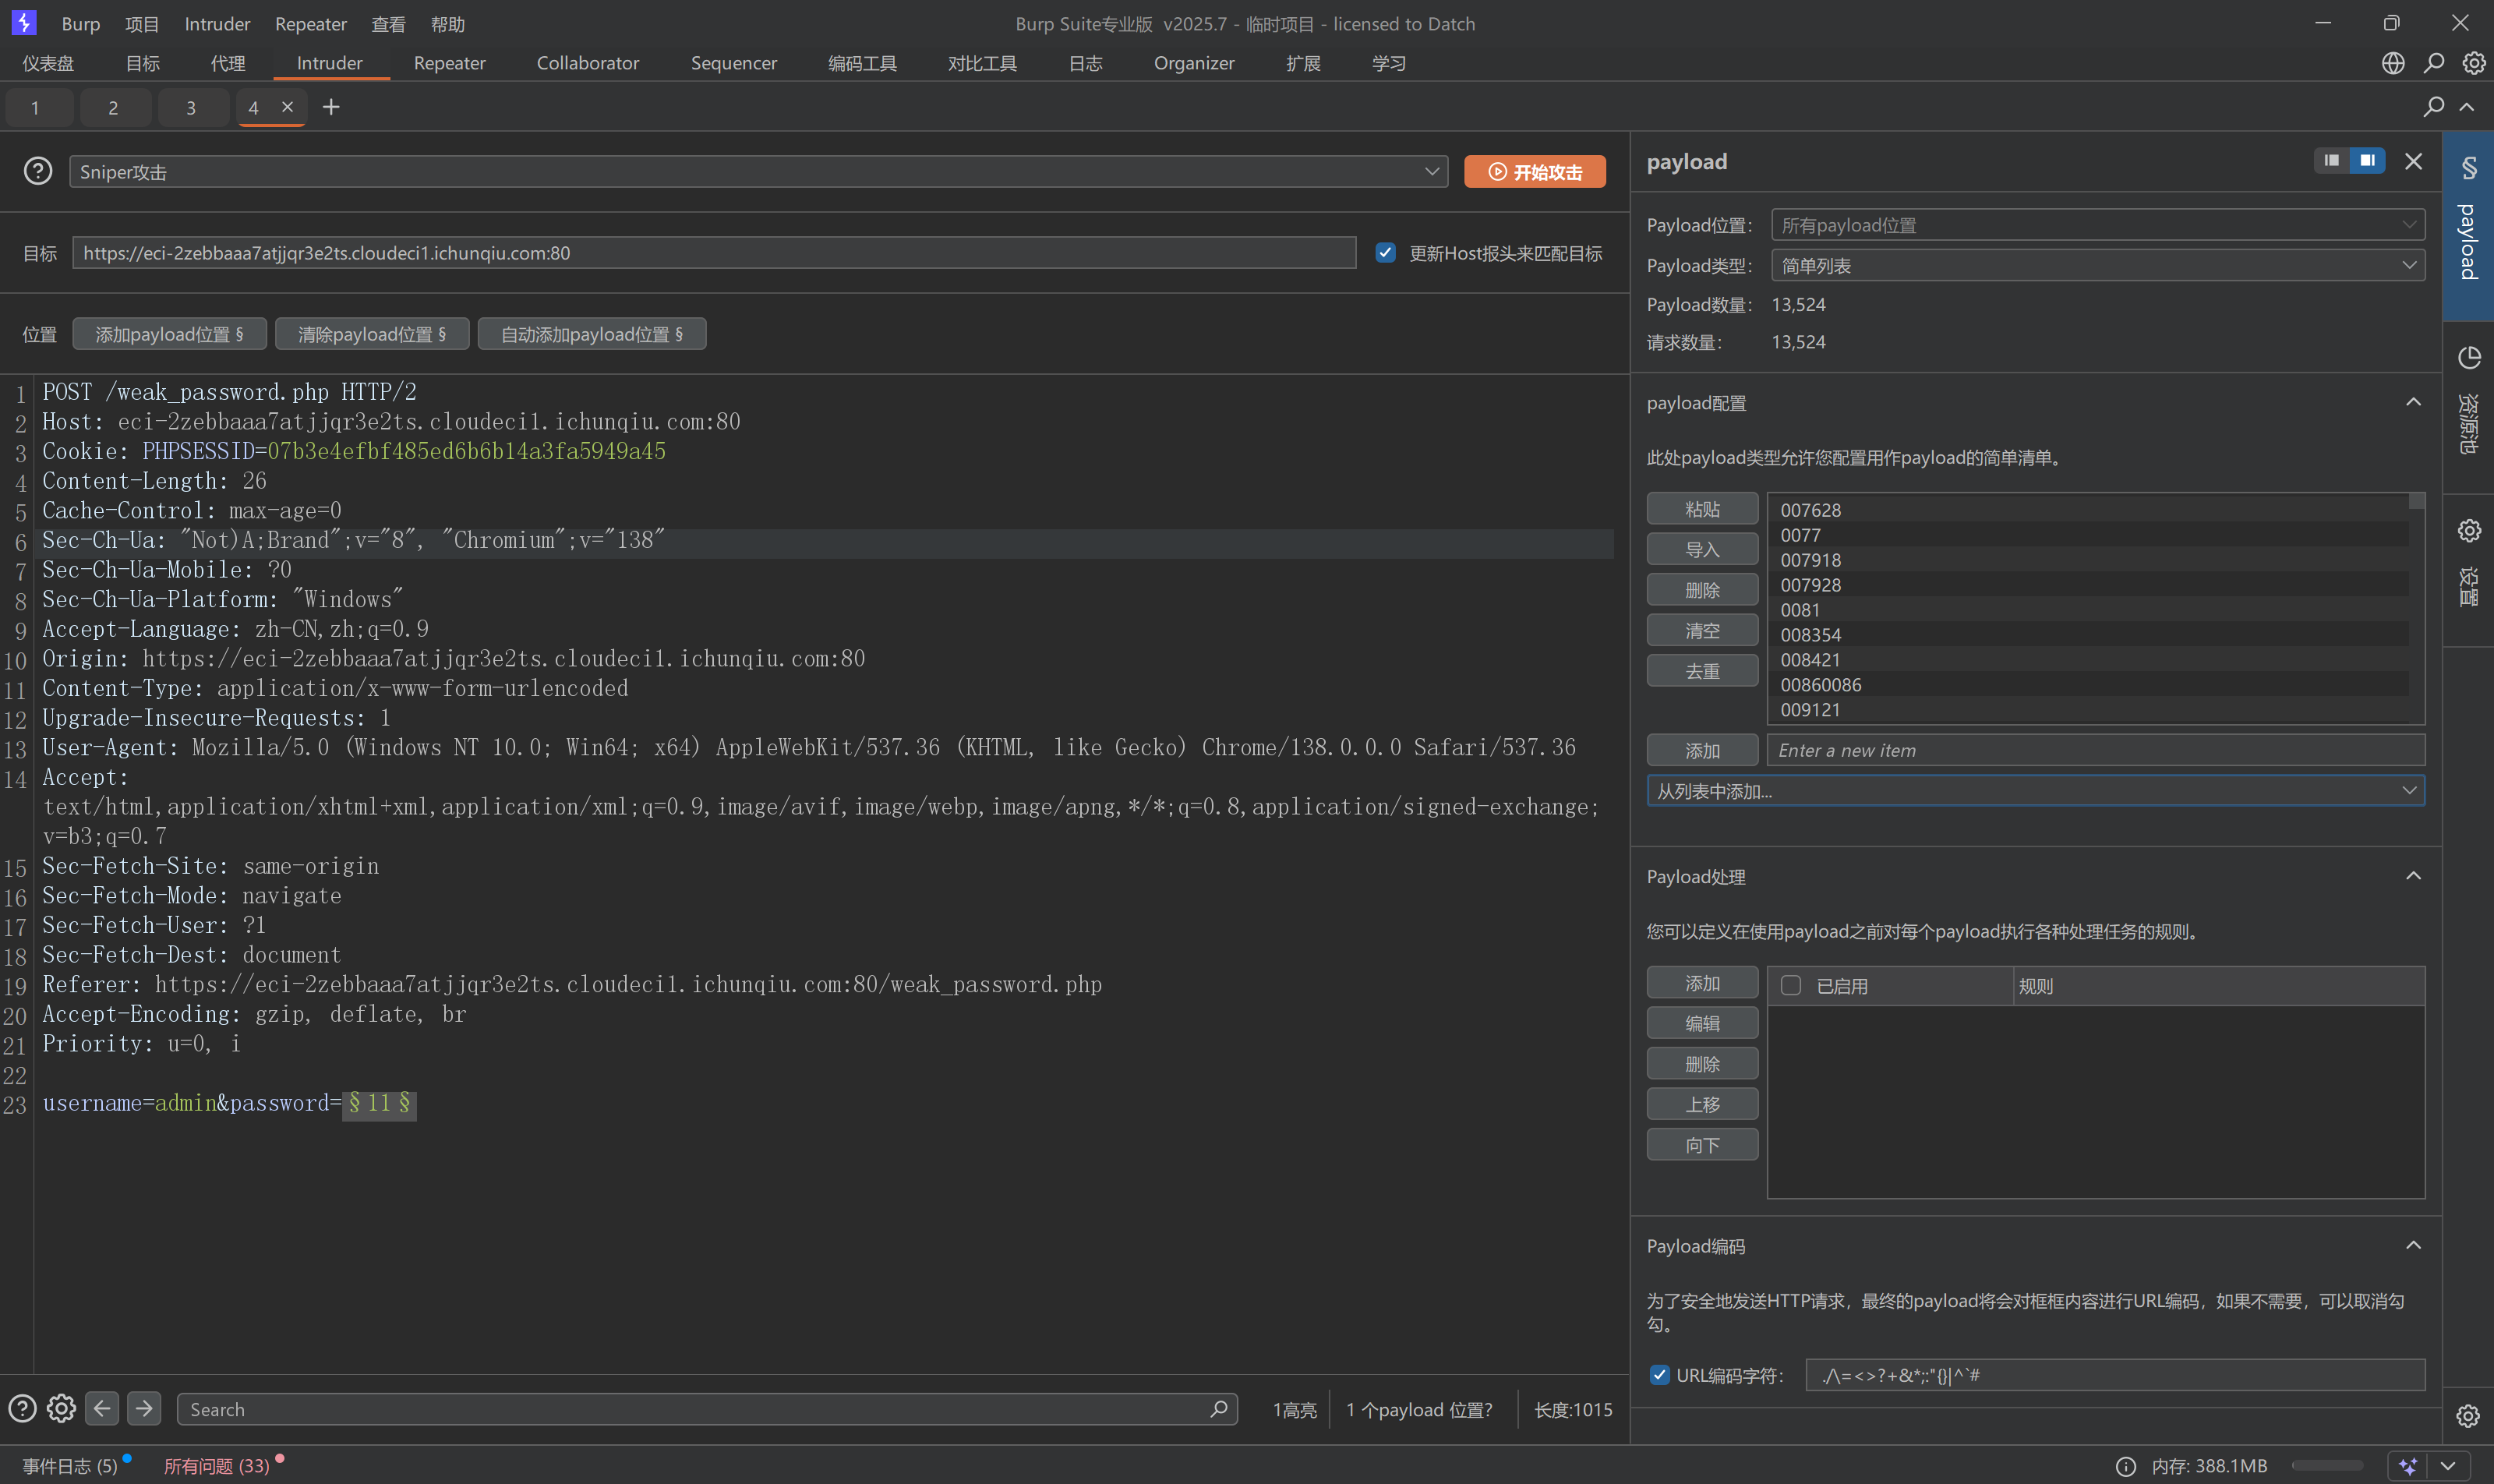 Burp 项目 Intruder Repeater 查看 帮助 Burp Suite专业版 v2025.7 - 临时项目 - licensed to Datch
仪表盘 目标 代理 Intruder Repeater Collaborator Sequencer 编码工具 对比工具 日志 Organizer 扩展 学习
1 2 3 4 × +
Sniper攻击 开始攻击
目标 https://eci-2zebbaaa7atjjqr3e2ts.cloudeci1.ichunqiu.com:80 更新Host报头来匹配目标
位置 添加payload位置 § 清除payload位置 § 自动添加payload位置 §
1 POST /weak_password.php HTTP/2
2 Host: eci-2zebbaaa7atjjqr3e2ts.cloudeci1.ichunqiu.com:80
3 Cookie: PHPSESSID=07b3e4efbf485ed6b6b14a3fa5949a45
4 Content-Length: 26
5 Cache-Control: max-age=0
6 Sec-Ch-Ua: "Not)A;Brand";v="8", "Chromium";v="138"
7 Sec-Ch-Ua-Mobile: ?0
8 Sec-Ch-Ua-Platform: "Windows"
9 Accept-Language: zh-CN,zh;q=0.9
10 Origin: https://eci-2zebbaaa7atjjqr3e2ts.cloudeci1.ichunqiu.com:80
11 Content-Type: application/x-www-form-urlencoded
12 Upgrade-Insecure-Requests: 1
13 User-Agent: Mozilla/5.0 (Windows NT 10.0; Win64; x64) AppleWebKit/537.36 (KHTML, like Gecko) Chrome/138.0.0.0 Safari/537.36
14 Accept:
text/html,application/xhtml+xml,application/xml;q=0.9,image/avif,image/webp,image/apng,*/*;q=0.8,application/signed-exchange;
v=b3;q=0.7
15 Sec-Fetch-Site: same-origin
16 Sec-Fetch-Mode: navigate
17 Sec-Fetch-User: ?1
18 Sec-Fetch-Dest: document
19 Referer: https://eci-2zebbaaa7atjjqr3e2ts.cloudeci1.ichunqiu.com:80/weak_password.php
20 Accept-Encoding: gzip, deflate, br
21 Priority: u=0, i
22
23 username=admin&password=§11§
Search 1高亮 1 个payload 位置? 长度:1015
payload
Payload位置: 所有payload位置
Payload类型: 简单列表
Payload数量: 13,524
请求数量: 13,524
payload配置
此处payload类型允许您配置用作payload的简单清单。
粘贴
导入
删除
清空
去重
007628
0077
007918
007928
0081
008354
008421
00860086
009121
添加 Enter a new item
从列表中添加...
Payload处理
您可以定义在使用payload之前对每个payload执行各种处理任务的规则。
添加
编辑
删除
上移
向下
已启用 规则
Payload编码
为了安全地发送HTTP请求，最终的payload将会对框框内容进行URL编码，如果不需要，可以取消勾
勾。
URL编码字符: ./\=<>?+&*;:"{}|^`#
§ payload
资源池
设置
事件日志 (5) 所有问题 (33) 内存: 388.1MB